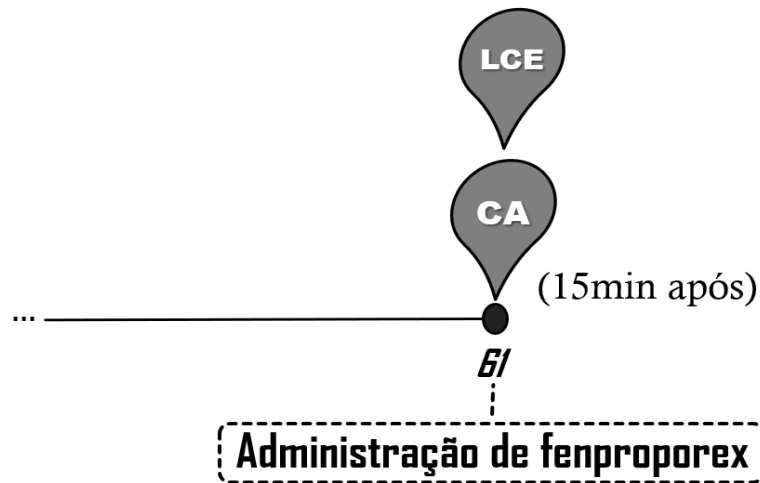 LCE
CA
(15min após)
...
61
Administração de fenproporex